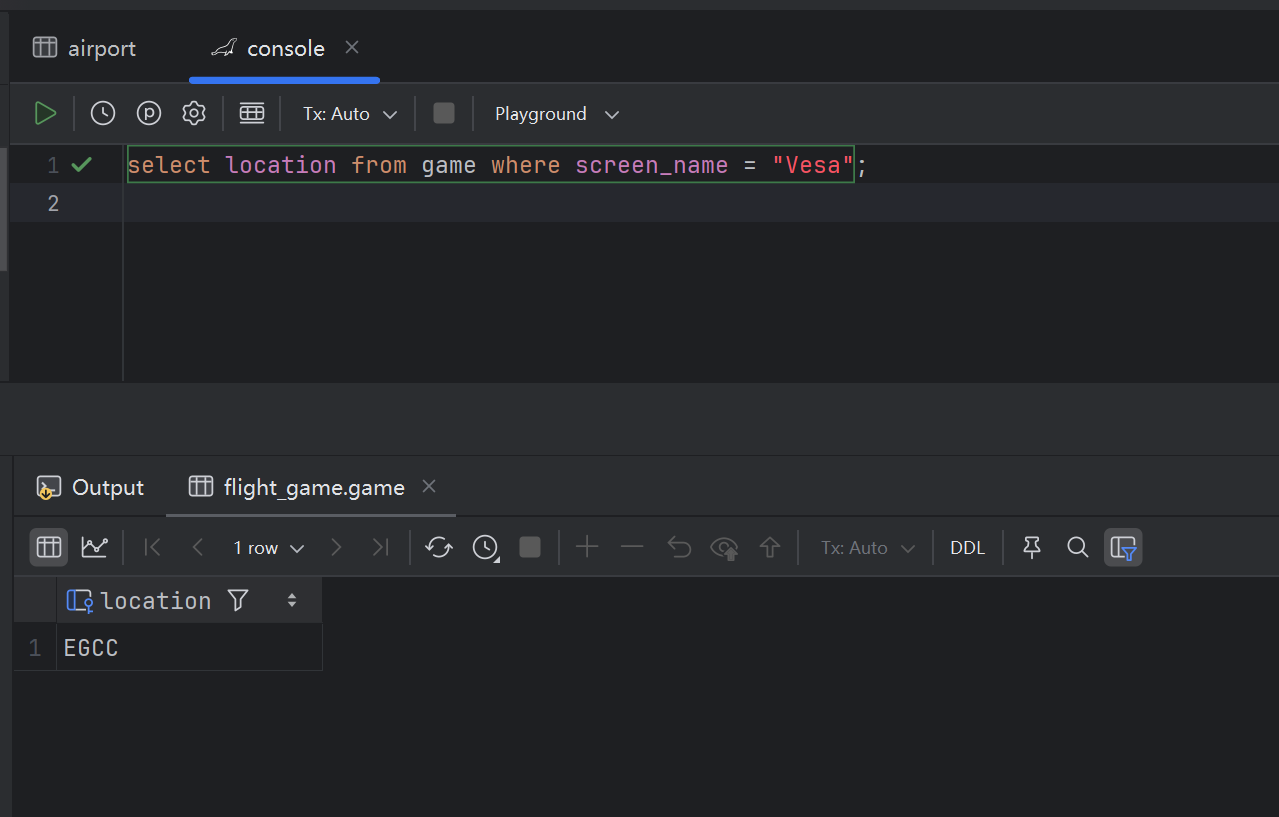 airport console
Tx: Auto Playground
1 select location from game where screen_name = "Vesa";
2
Output flight_game.game
1 row Tx: Auto DDL
location
1 EGCC